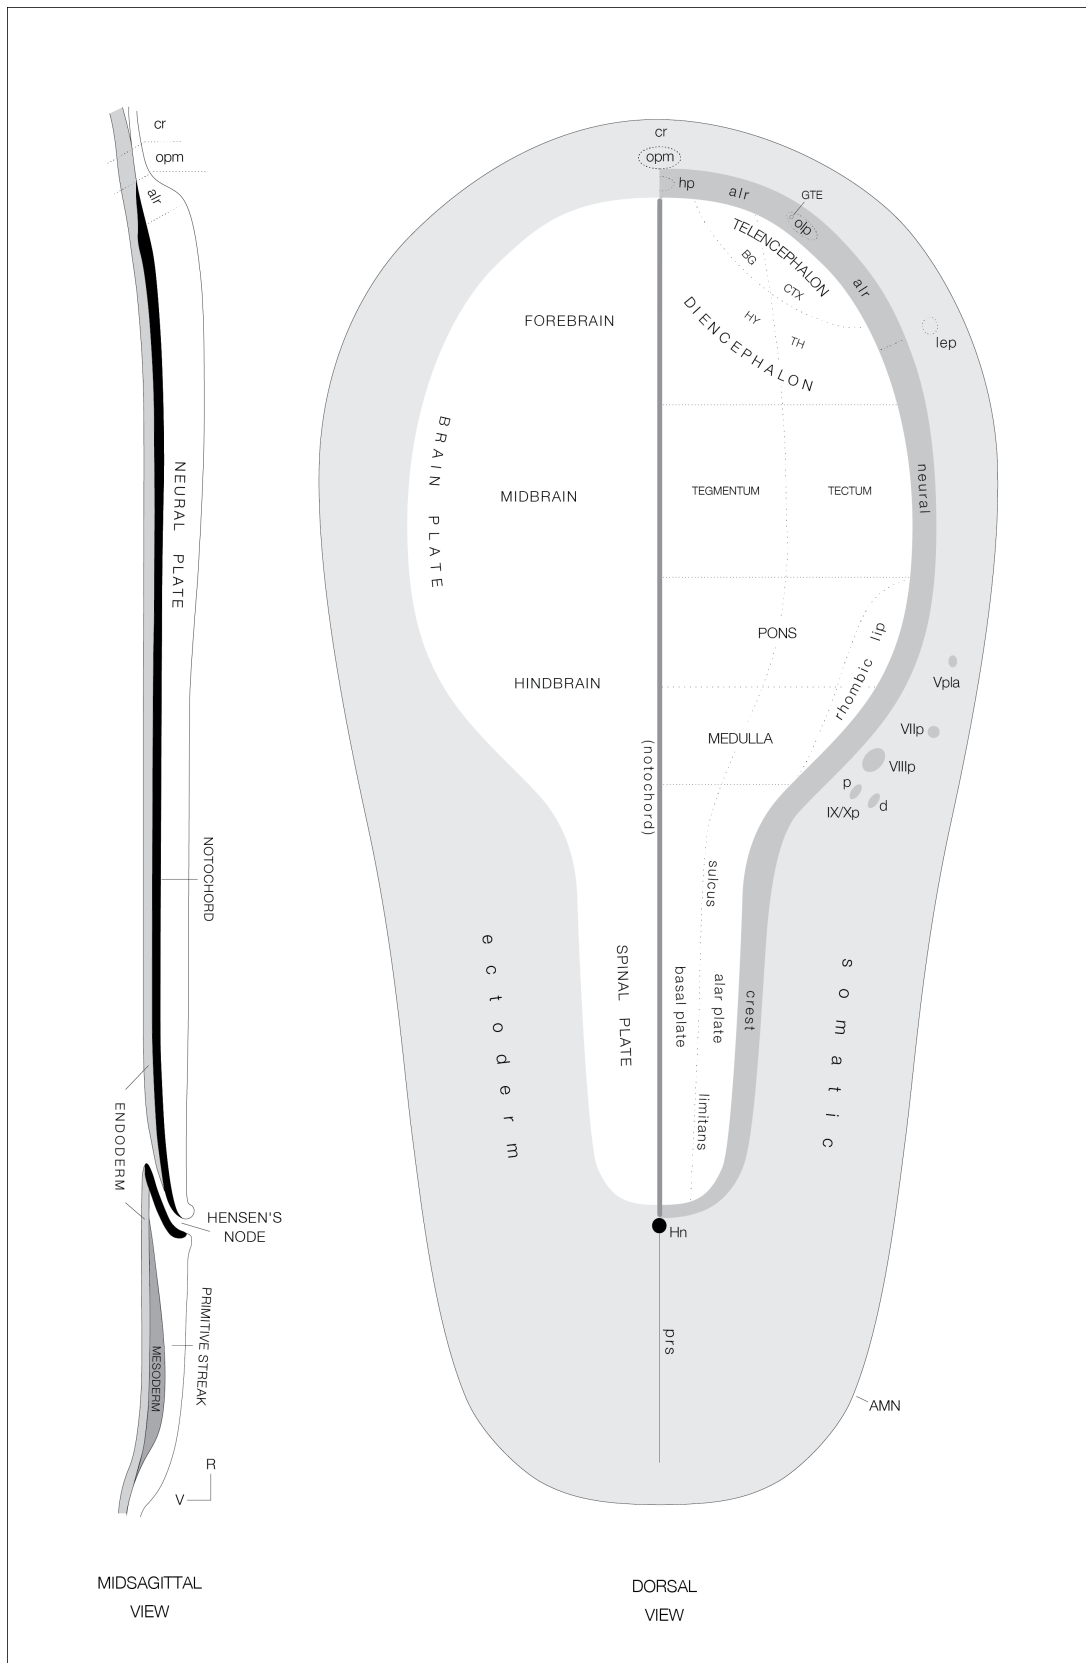 cr
opm
alr
NEURAL PLATE
NOTOCHORD
ENDODERM
HENSEN'S
NODE
PRIMITIVE STREAK
MESODERM
R
V
MIDSAGITTAL
VIEW
cr
opm
hp
alr
GTE
olp
TELENCEPHALON
BG
CTX
alr
FOREBRAIN
HY
TH
DIENCEPHALON
lep
BRAIN PLATE
neural
MIDBRAIN
TEGMENTUM
TECTUM
PONS
rhombic lip
HINDBRAIN
Vpla
MEDULLA
VIIp
(notochord)
VIIIp
p
d
IX/Xp
sulcus
ectoderm
SPINAL PLATE
basal plate
alar plate
crest
somatic
limitans
Hn
prs
AMN
DORSAL
VIEW